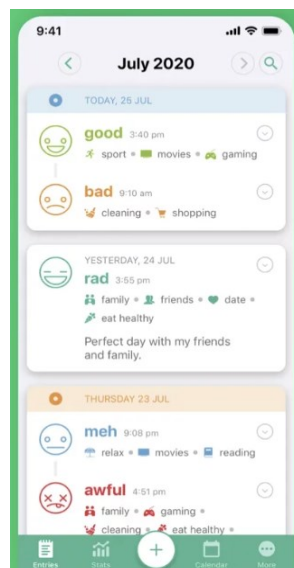 9:41
July 2020
TODAY, 25 JUL
good 3:40 pm
sport movies gaming
bad 9:10 am
cleaning shopping
YESTERDAY, 24 JUL
rad 3:55 pm
family friends date
eat healthy
Perfect day with my friends
and family.
THURSDAY 23 JUL
meh 9:08 pm
relax movies reading
awful 4:51 pm
family gaming
cleaning eat healthy
Entries Stats Calendar More